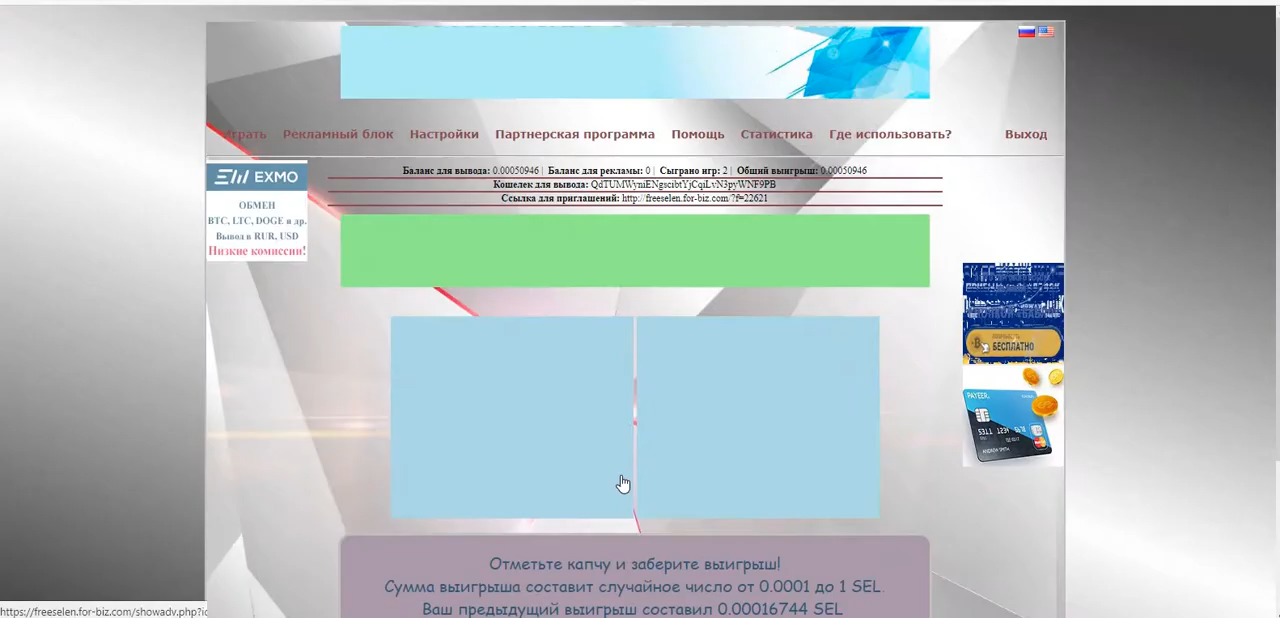 Играть Рекламный блок Настройки Партнерская программа Помощь Статистика Где использовать? Выход
Баланс для вывода: 0.00050946 | Баланс для рекламы: 0 | Сыграно игр: 2 | Общий выигрыш: 0.00050946
Кошелек для вывода: QdTUMWyniENgscibtYjCqiLvN3pyWNF9PB
Ссылка для приглашений: http://freeselen.for-biz.com/?f=22621
EXMO
ОБМЕН
BTC, LTC, DOGE и др.
Вывод в RUR, USD
Низкие комиссии!
БЕСПЛАТНО
PAYEER
Отметьте капчу и заберите выигрыш!
Сумма выигрыша составит случайное число от 0.0001 до 1 SEL.
Ваш предыдущий выигрыш составил 0.00016744 SEL
https://freeselen.for-biz.com/showadv.php?